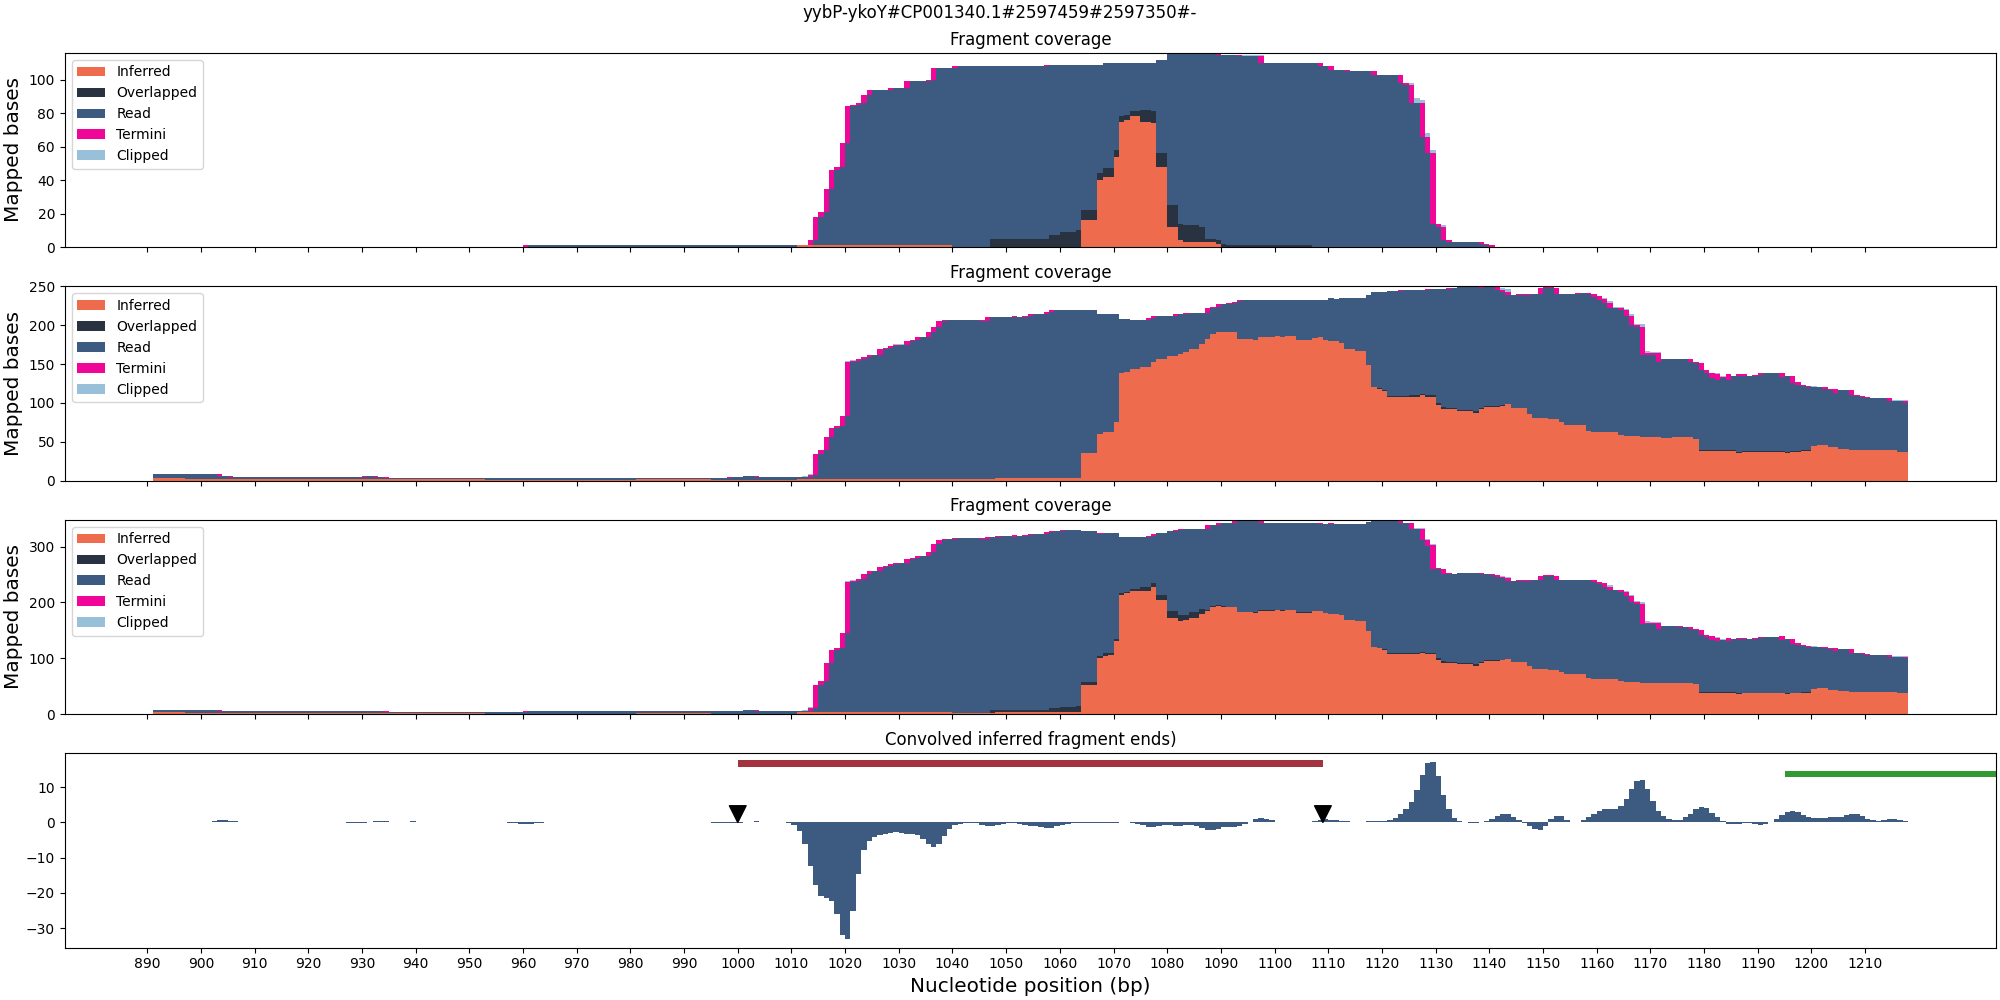 yybP-ykoY#CP001340.1#2597459#2597350#-
Fragment coverage
Mapped bases
100
80
60
40
20
0
Inferred
Overlapped
Read
Termini
Clipped
Fragment coverage
Mapped bases
250
200
150
100
50
0
Inferred
Overlapped
Read
Termini
Clipped
Fragment coverage
Mapped bases
300
200
100
0
Inferred
Overlapped
Read
Termini
Clipped
Convolved inferred fragment ends)
10
0
−10
−20
−30
890 900 910 920 930 940 950 960 970 980 990 1000 1010 1020 1030 1040 1050 1060 1070 1080 1090 1100 1110 1120 1130 1140 1150 1160 1170 1180 1190 1200 1210
Nucleotide position (bp)